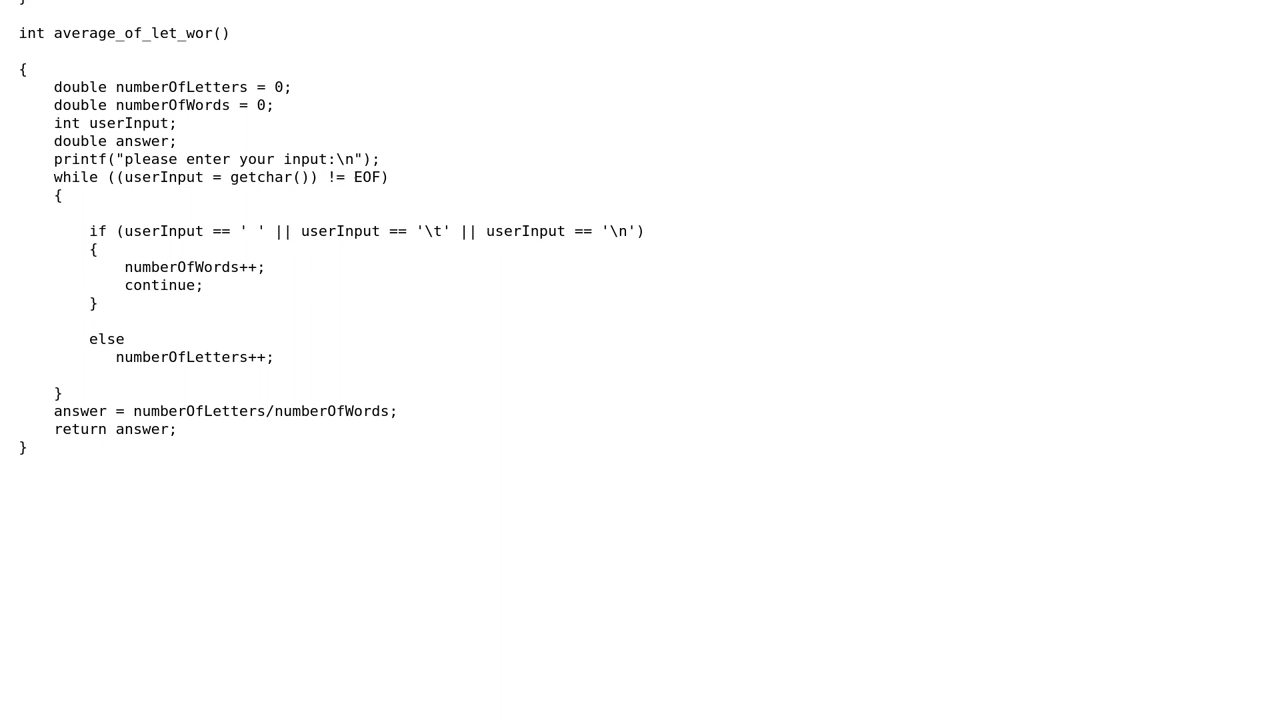 }
int average_of_let_wor()
{
    double numberOfLetters = 0;
    double numberOfWords = 0;
    int userInput;
    double answer;
    printf("please enter your input:\n");
    while ((userInput = getchar()) != EOF)
    {
        if (userInput == ' ' || userInput == '\t' || userInput == '\n')
        {
            numberOfWords++;
            continue;
        }
        else
           numberOfLetters++;
    }
    answer = numberOfLetters/numberOfWords;
    return answer;
}